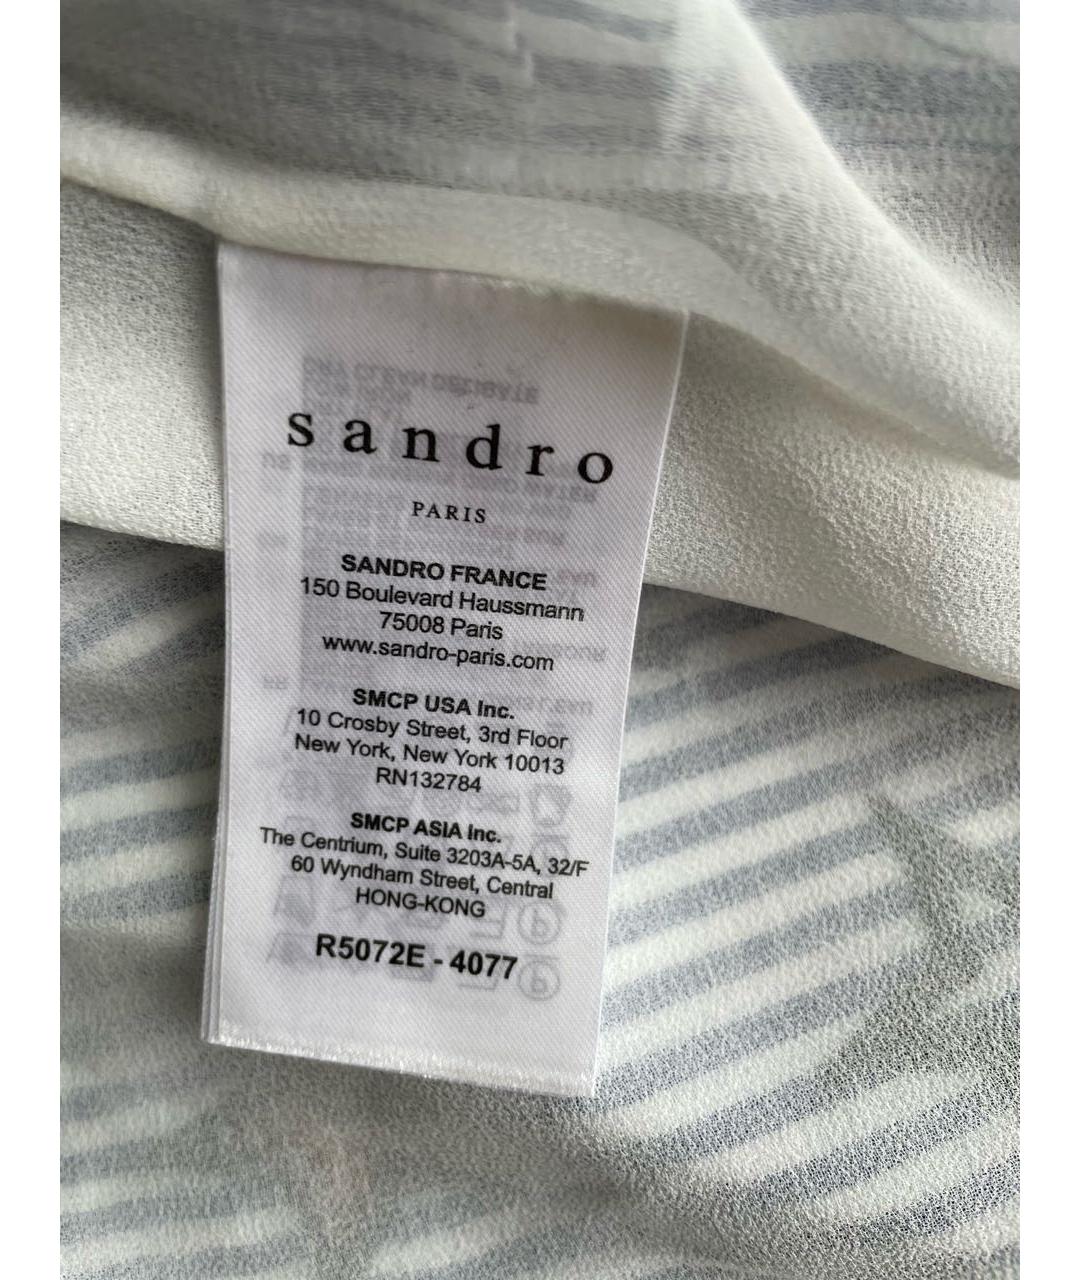 sandro
PARIS
SANDRO FRANCE
150 Boulevard Haussmann
75008 Paris
www.sandro-paris.com
SMCP USA Inc.
10 Crosby Street, 3rd Floor
New York, New York 10013
RN132784
SMCP ASIA Inc.
The Centrium, Suite 3203A-5A, 32/F
60 Wyndham Street, Central
HONG-KONG
R5072E - 4077